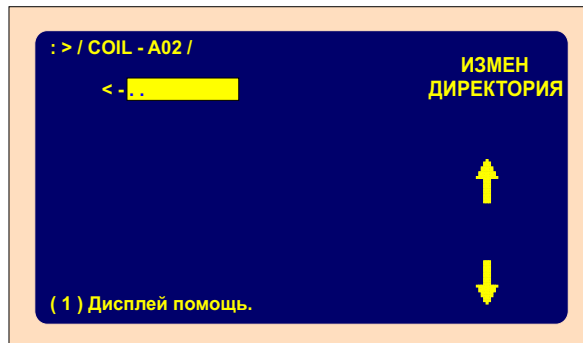 : > / COIL - A02 /
ИЗМЕН
ДИРЕКТОРИЯ
< - . .
( 1 ) Дисплей помощь.